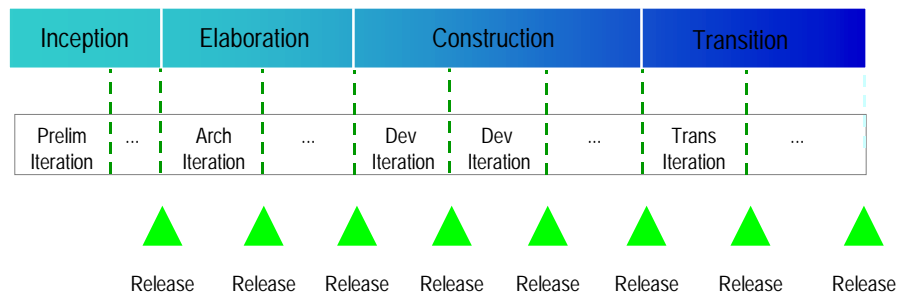 Inception Elaboration Construction Transition
Prelim ... Arch ... Dev Dev ... Trans ...
Iteration Iteration Iteration Iteration Iteration
Release Release Release Release Release Release Release Release